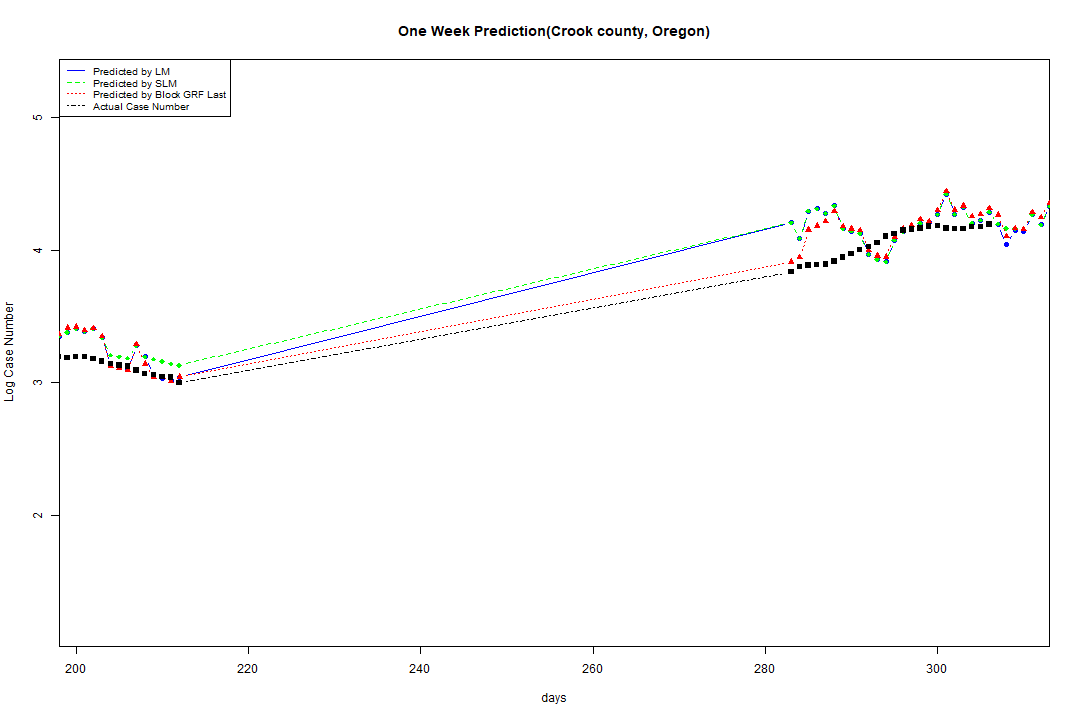 One Week Prediction(Crook county, Oregon)
Predicted by LM
Predicted by SLM
Predicted by Block GRF Last
Actual Case Number
5
4
3
2
Log Case Number
200 220 240 260 280 300
days